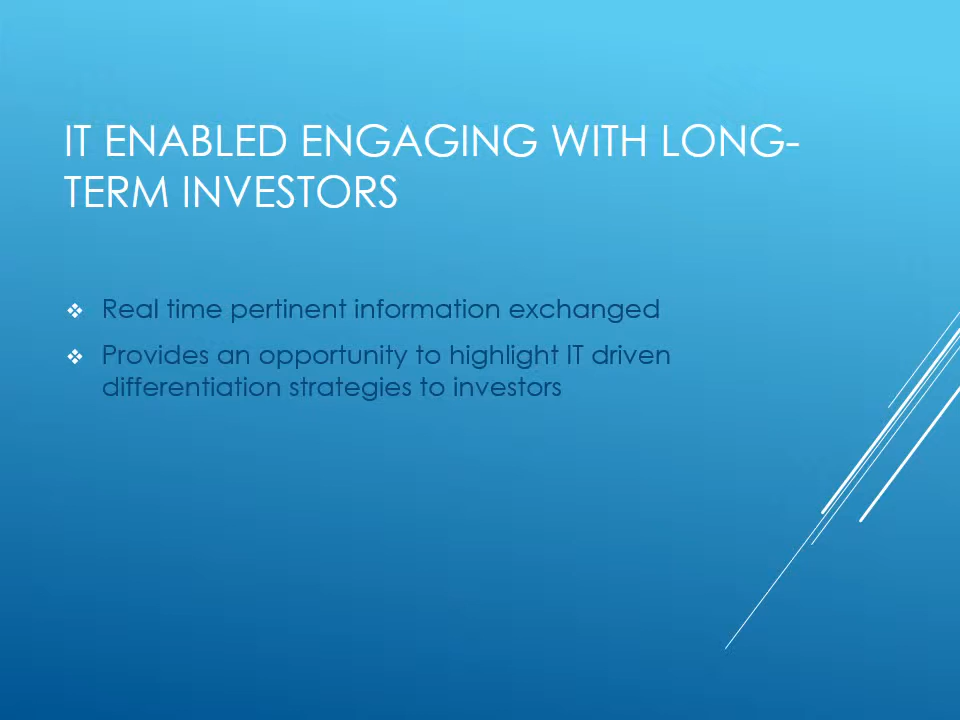 IT ENABLED ENGAGING WITH LONG-
TERM INVESTORS
Real time pertinent information exchanged
Provides an opportunity to highlight IT driven
differentiation strategies to investors